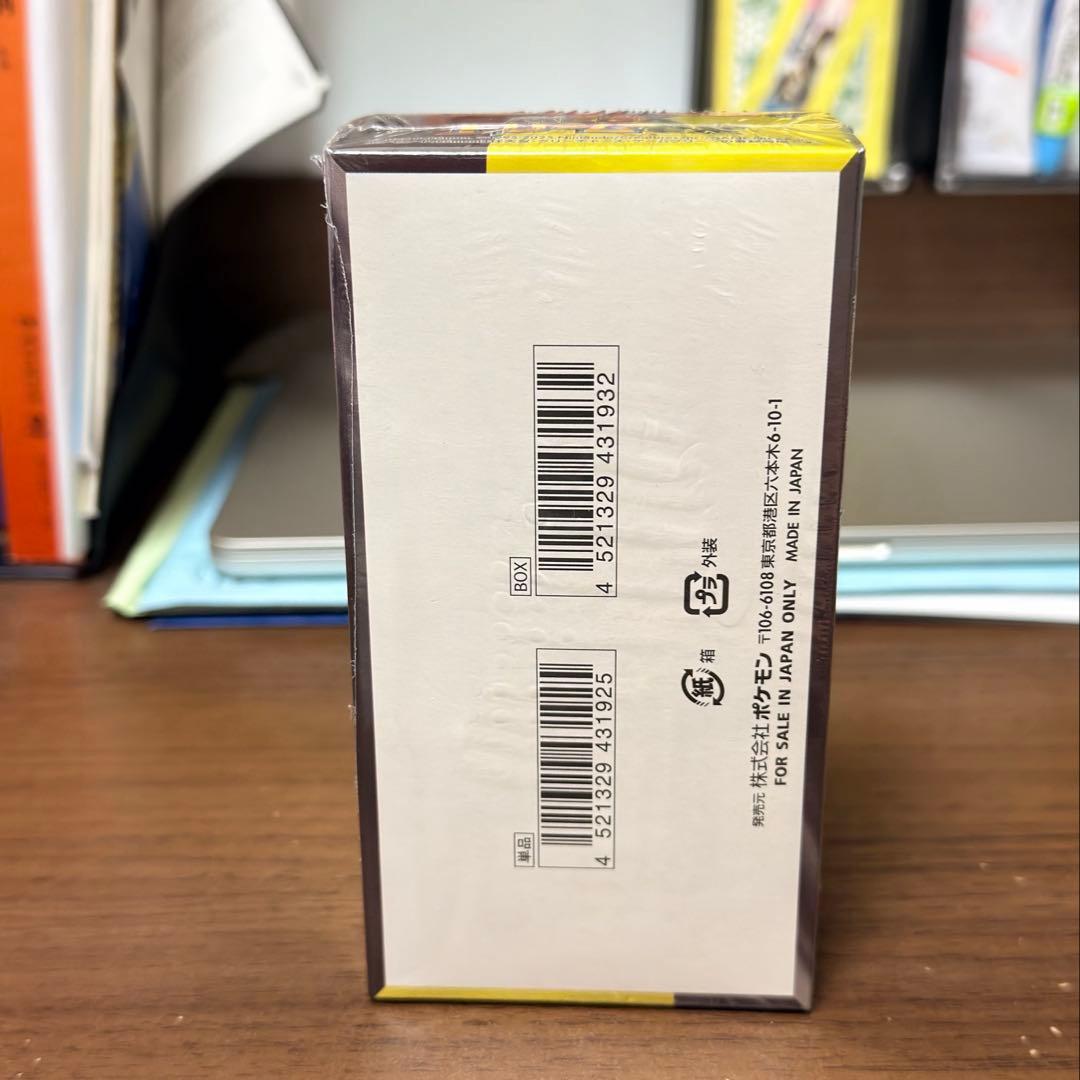 BOX
4 521329 431932
単品
4 521329 431925
紙 箱
プラ 外装
発売元 株式会社ポケモン 〒106-6108 東京都港区六本木6-10-1
FOR SALE IN JAPAN ONLY MADE IN JAPAN